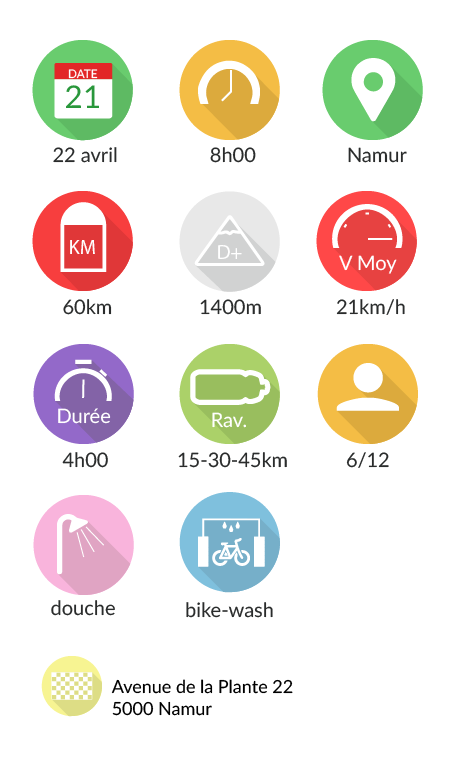 DATE
21
22 avril
8h00
Namur
KM
60km
D+
1400m
V Moy
21km/h
Durée
4h00
Rav.
15-30-45km
6/12
douche
bike-wash
Avenue de la Plante 22
5000 Namur